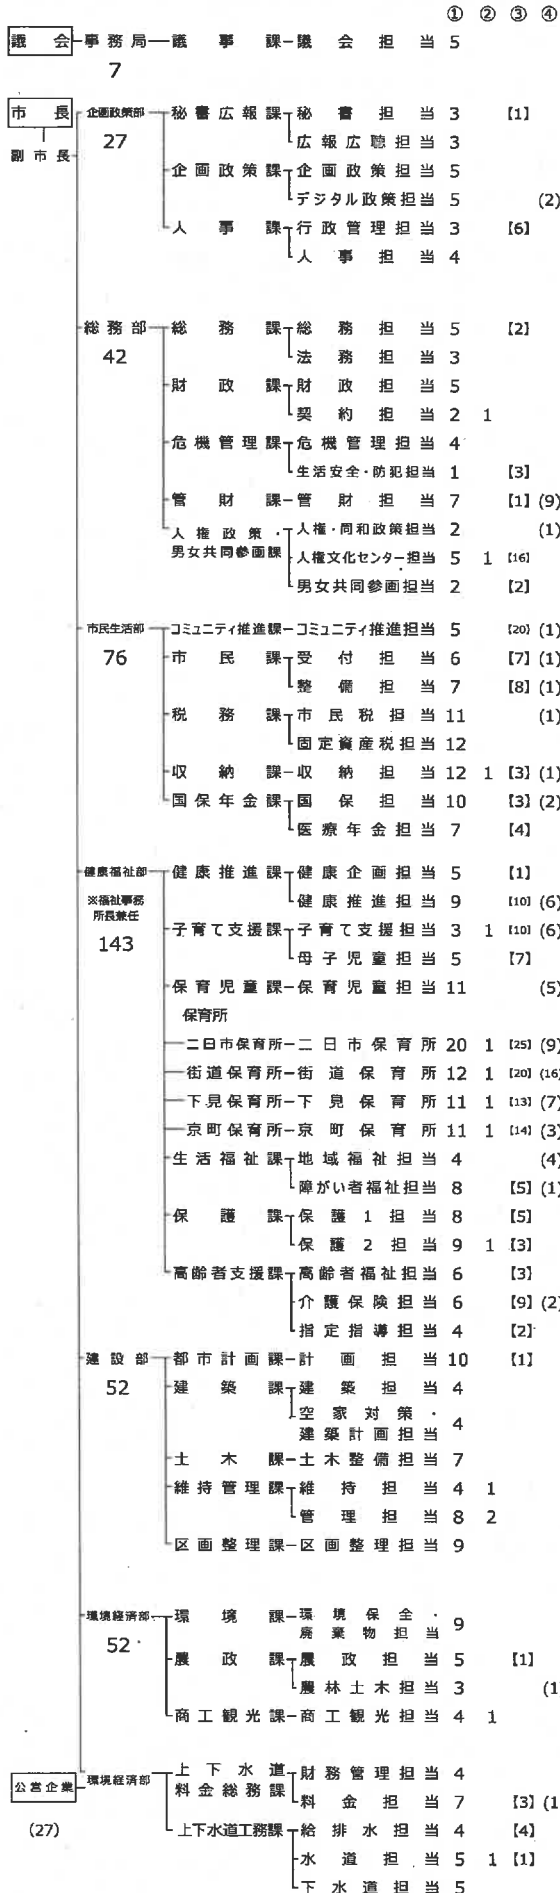 ① ② ③ ④
議会 事務局 議事課 議会担当 5
7
市長 企画政策部 秘書広報課 秘書担当 3 【1】
27 広報広聴担当 3
副市長
企画政策課 企画政策担当 5
デジタル政策担当 5 (2)
人事課 行政管理担当 3 【6】
人事担当 4
総務部 総務課 総務担当 5 【2】
42 法務担当 3
財政課 財政担当 5
契約担当 2 1
危機管理課 危機管理担当 4
生活安全・防犯担当 1 【3】
管財課 管財担当 7 【1】 (9)
人権政策・ 人権・同和政策担当 2 (1)
男女共同参画課 人権文化センター担当 5 1 【16】
男女共同参画担当 2 【2】
市民生活部 コミュニティ推進課 コミュニティ推進担当 5 【20】 (1)
76 市民課 受付担当 6 【7】 (1)
整備担当 7 【8】 (1)
税務課 市民税担当 11 (1)
固定資産税担当 12
収納課 収納担当 12 1 【3】 (1)
国保年金課 国保担当 10 【3】 (2)
医療年金担当 7 【4】
健康福祉部 健康推進課 健康企画担当 5 【1】
※福祉事務 健康推進担当 9 【10】 (6)
所長兼任
143 子育て支援課 子育て支援担当 3 1 【10】 (6)
母子児童担当 5 【7】
保育児童課 保育児童担当 11 (5)
保育所
二日市保育所 二日市保育所 20 1 【25】 (9)
街道保育所 街道保育所 12 1 【20】 (16)
下見保育所 下見保育所 11 1 【13】 (7)
京町保育所 京町保育所 11 1 【14】 (3)
生活福祉課 地域福祉担当 4 (4)
障がい者福祉担当 8 【5】 (1)
保護課 保護1担当 8 【5】
保護2担当 9 1 【3】
高齢者支援課 高齢者福祉担当 6 【3】
介護保険担当 6 【9】 (2)
指定指導担当 4 【2】
建設部 都市計画課 計画担当 10 【1】
52 建築課 建築担当 4
空家対策・
建築計画担当 4
土木課 土木整備担当 7
維持管理課 維持担当 4 1
管理担当 8 2
区画整理課 区画整理担当 9
環境経済部 環境課 環境保全・
廃棄物担当 9
52 農政課 農政担当 5 【1】
農林土木担当 3 (1
商工観光課 商工観光担当 4 1
公営企業 環境経済部 上下水道 財務管理担当 4
料金総務課 料金担当 7 【3】 (1
(27) 上下水道工務課 給排水担当 4 【4】
水道担当 5 1 【1】
下水道担当 5